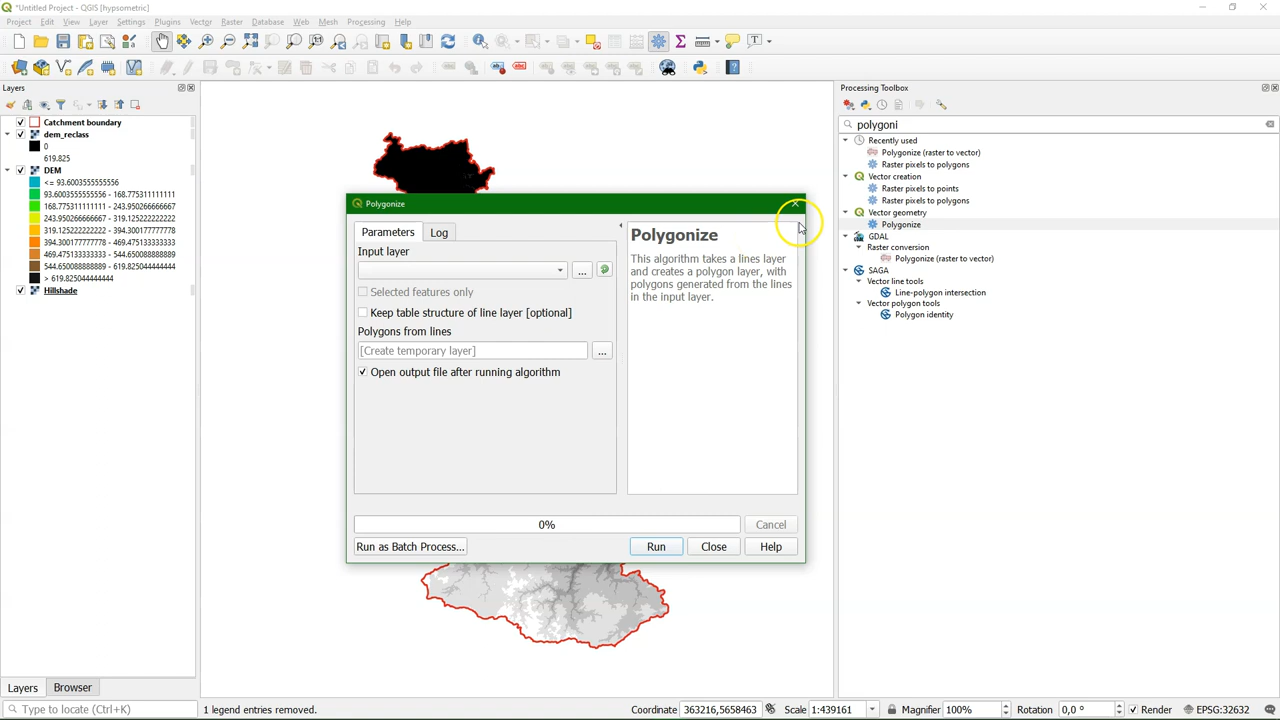 *Untitled Project - QGIS [hypsometric]
Project Edit View Layer Settings Plugins Vector Raster Database Web Mesh Processing Help
Layers
Catchment boundary
dem_reclass
0
619.825
DEM
<= 93.6003555555556
93.6003555555556 - 168.775311111111
168.775311111111 - 243.950266666667
243.950266666667 - 319.125222222222
319.125222222222 - 394.300177777778
394.300177777778 - 469.475133333333
469.475133333333 - 544.650088888889
544.650088888889 - 619.825044444444
> 619.825044444444
Hillshade
Layers Browser
Polygonize
Parameters Log
Input layer
...
Selected features only
Keep table structure of line layer [optional]
Polygons from lines
[Create temporary layer] ...
Open output file after running algorithm
Polygonize
This algorithm takes a lines layer
and creates a polygon layer, with
polygons generated from the lines
in the input layer.
0% Cancel
Run as Batch Process... Run Close Help
Processing Toolbox
polygoni
Recently used
Polygonize (raster to vector)
Raster pixels to polygons
Vector creation
Raster pixels to points
Raster pixels to polygons
Vector geometry
Polygonize
GDAL
Raster conversion
Polygonize (raster to vector)
SAGA
Vector line tools
Line-polygon intersection
Vector polygon tools
Polygon identity
Type to locate (Ctrl+K) 1 legend entries removed. Coordinate 363216,5658463 Scale 1:439161 Magnifier 100% Rotation 0,0 ° Render EPSG:32632